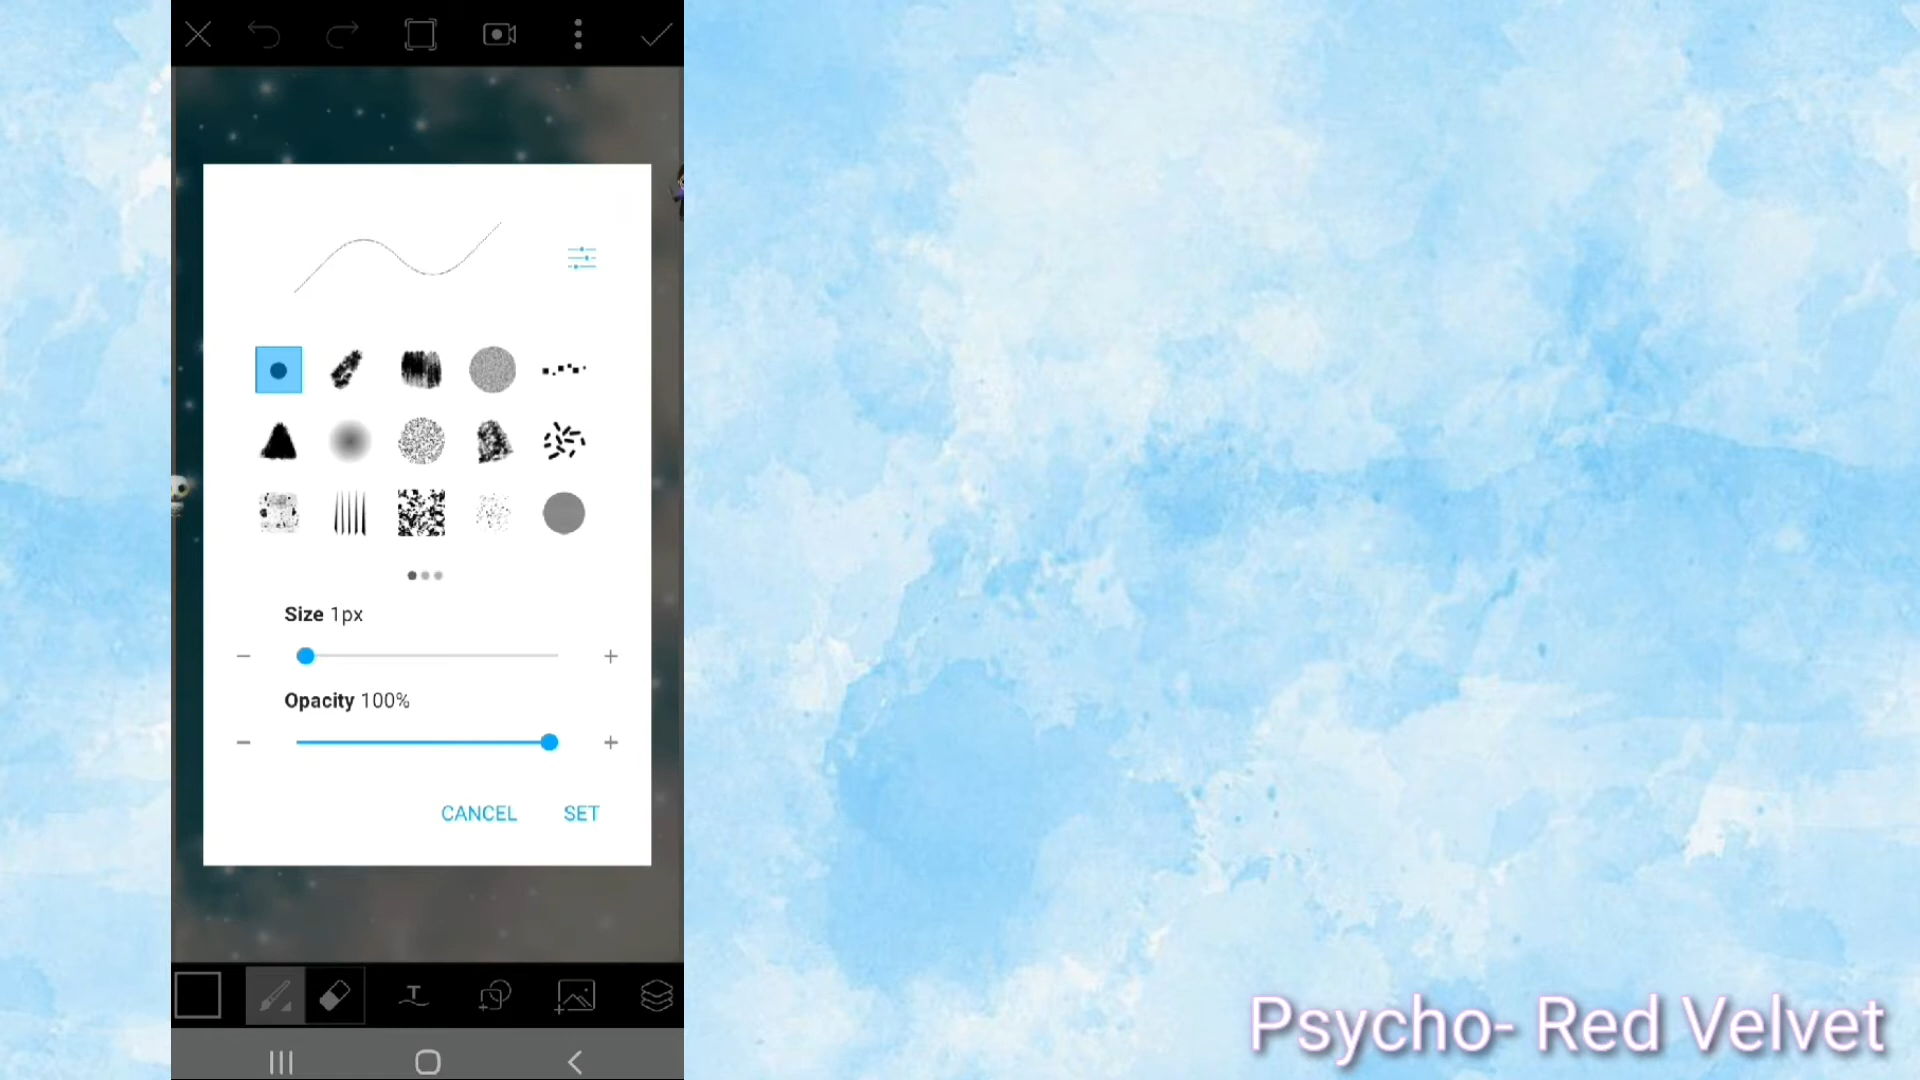 Size 1px
Opacity 100%
CANCEL SET
T
Psycho- Red Velvet